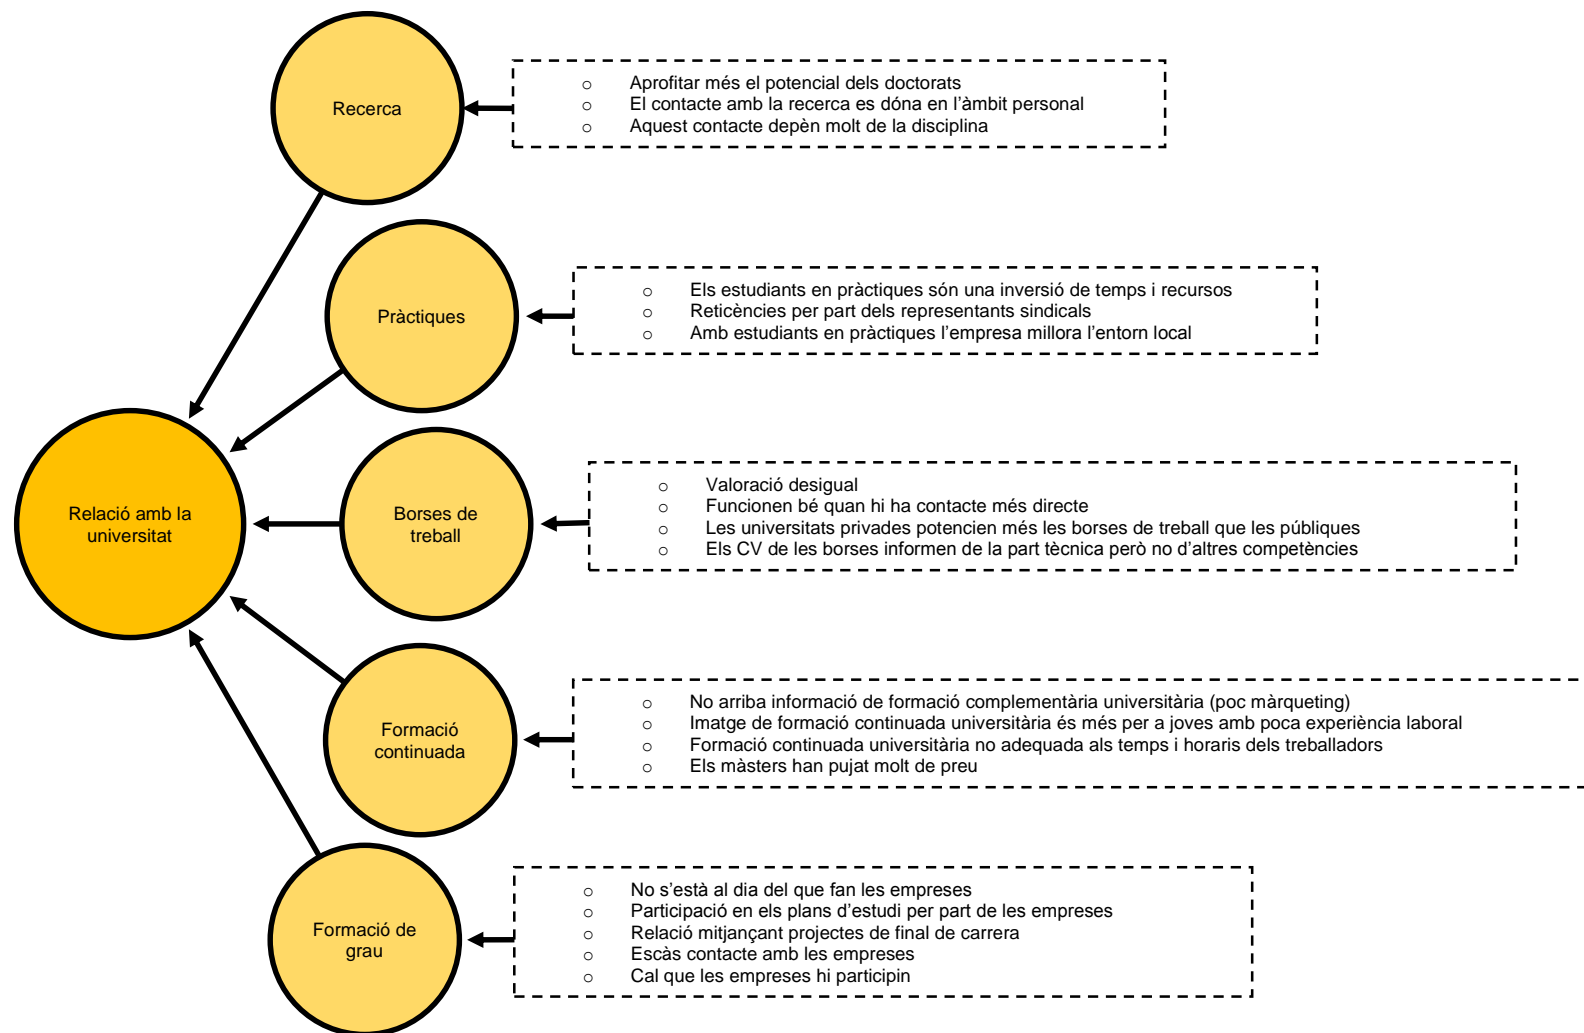 Recerca
o Aprofitar més el potencial dels doctorats
o El contacte amb la recerca es dóna en l’àmbit personal
o Aquest contacte depèn molt de la disciplina
Pràctiques
o Els estudiants en pràctiques són una inversió de temps i recursos
o Reticències per part dels representants sindicals
o Amb estudiants en pràctiques l’empresa millora l’entorn local
Relació amb la
universitat
Borses de
treball
o Valoració desigual
o Funcionen bé quan hi ha contacte més directe
o Les universitats privades potencien més les borses de treball que les públiques
o Els CV de les borses informen de la part tècnica però no d’altres competències
Formació
continuada
o No arriba informació de formació complementària universitària (poc màrqueting)
o Imatge de formació continuada universitària és més per a joves amb poca experiència laboral
o Formació continuada universitària no adequada als temps i horaris dels treballadors
o Els màsters han pujat molt de preu
Formació de
grau
o No s’està al dia del que fan les empreses
o Participació en els plans d’estudi per part de les empreses
o Relació mitjançant projectes de final de carrera
o Escàs contacte amb les empreses
o Cal que les empreses hi participin